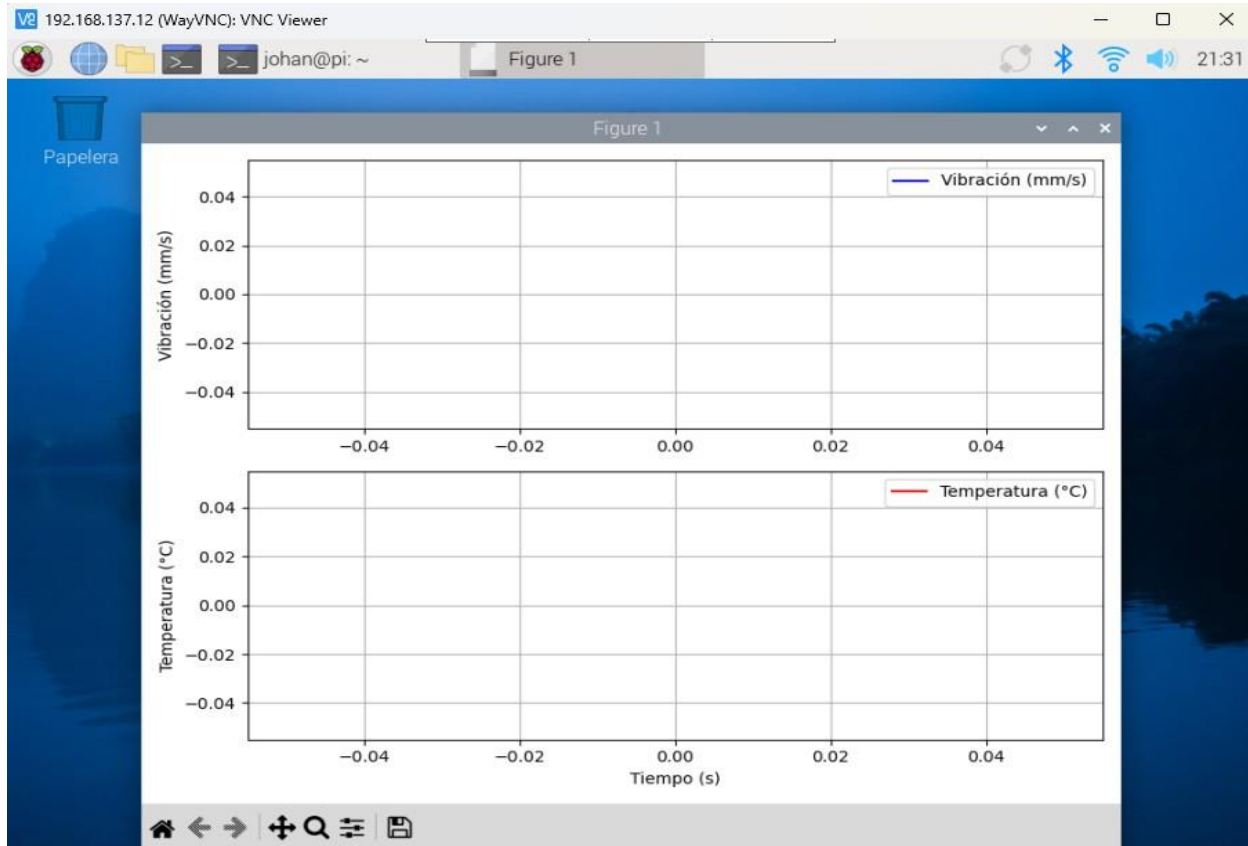 192.168.137.12 (WayVNC): VNC Viewer
johan@pi: ~
Figure 1
21:31
Papelera
Figure 1
Vibración (mm/s)
Vibración (mm/s)
0.04
0.02
0.00
−0.02
−0.04
−0.04 −0.02 0.00 0.02 0.04
Temperatura (°C)
Temperatura (°C)
0.04
0.02
0.00
−0.02
−0.04
−0.04 −0.02 0.00 0.02 0.04
Tiempo (s)